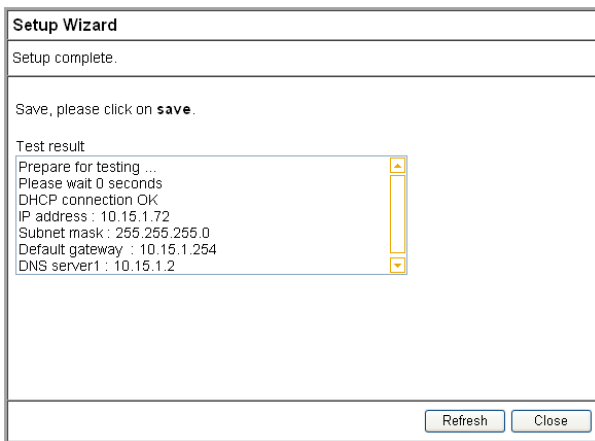 Setup Wizard
Setup complete.
Save, please click on save.
Test result
Prepare for testing ...
Please wait 0 seconds
DHCP connection OK
IP address : 10.15.1.72
Subnet mask : 255.255.255.0
Default gateway : 10.15.1.254
DNS server1 : 10.15.1.2
Refresh Close